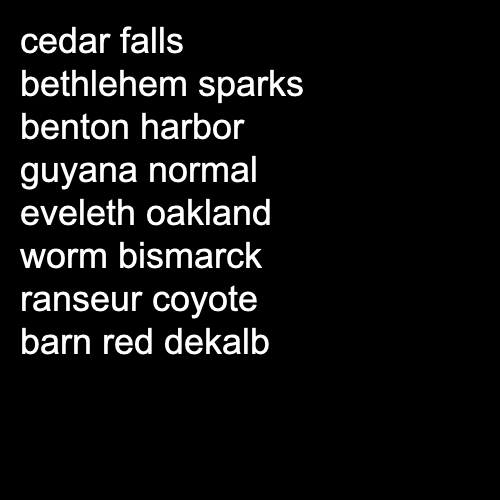 cedar falls
bethlehem sparks
benton harbor
guyana normal
eveleth oakland
worm bismarck
ranseur coyote
barn red dekalb